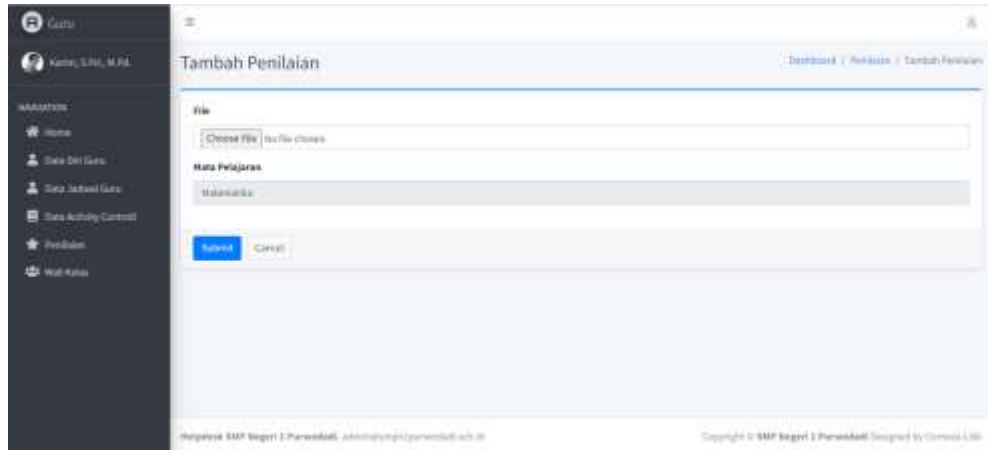 Guru
Kartini, S.Pd., M.Pd.
Tambah Penilaian
Dashboard / Penilaian / Tambah Penilaian
NAVIGATION
Home
Data Diri Guru
Data Jadwal Guru
Data Activity Controll
Penilaian
Wali Kelas
File
Choose File No file chosen
Mata Pelajaran
Matematika
Submit
Cancel
Helpdesk SMP Negeri 1 Purwodadi.
Copyright © SMP Negeri 1 Purwodadi Designed by